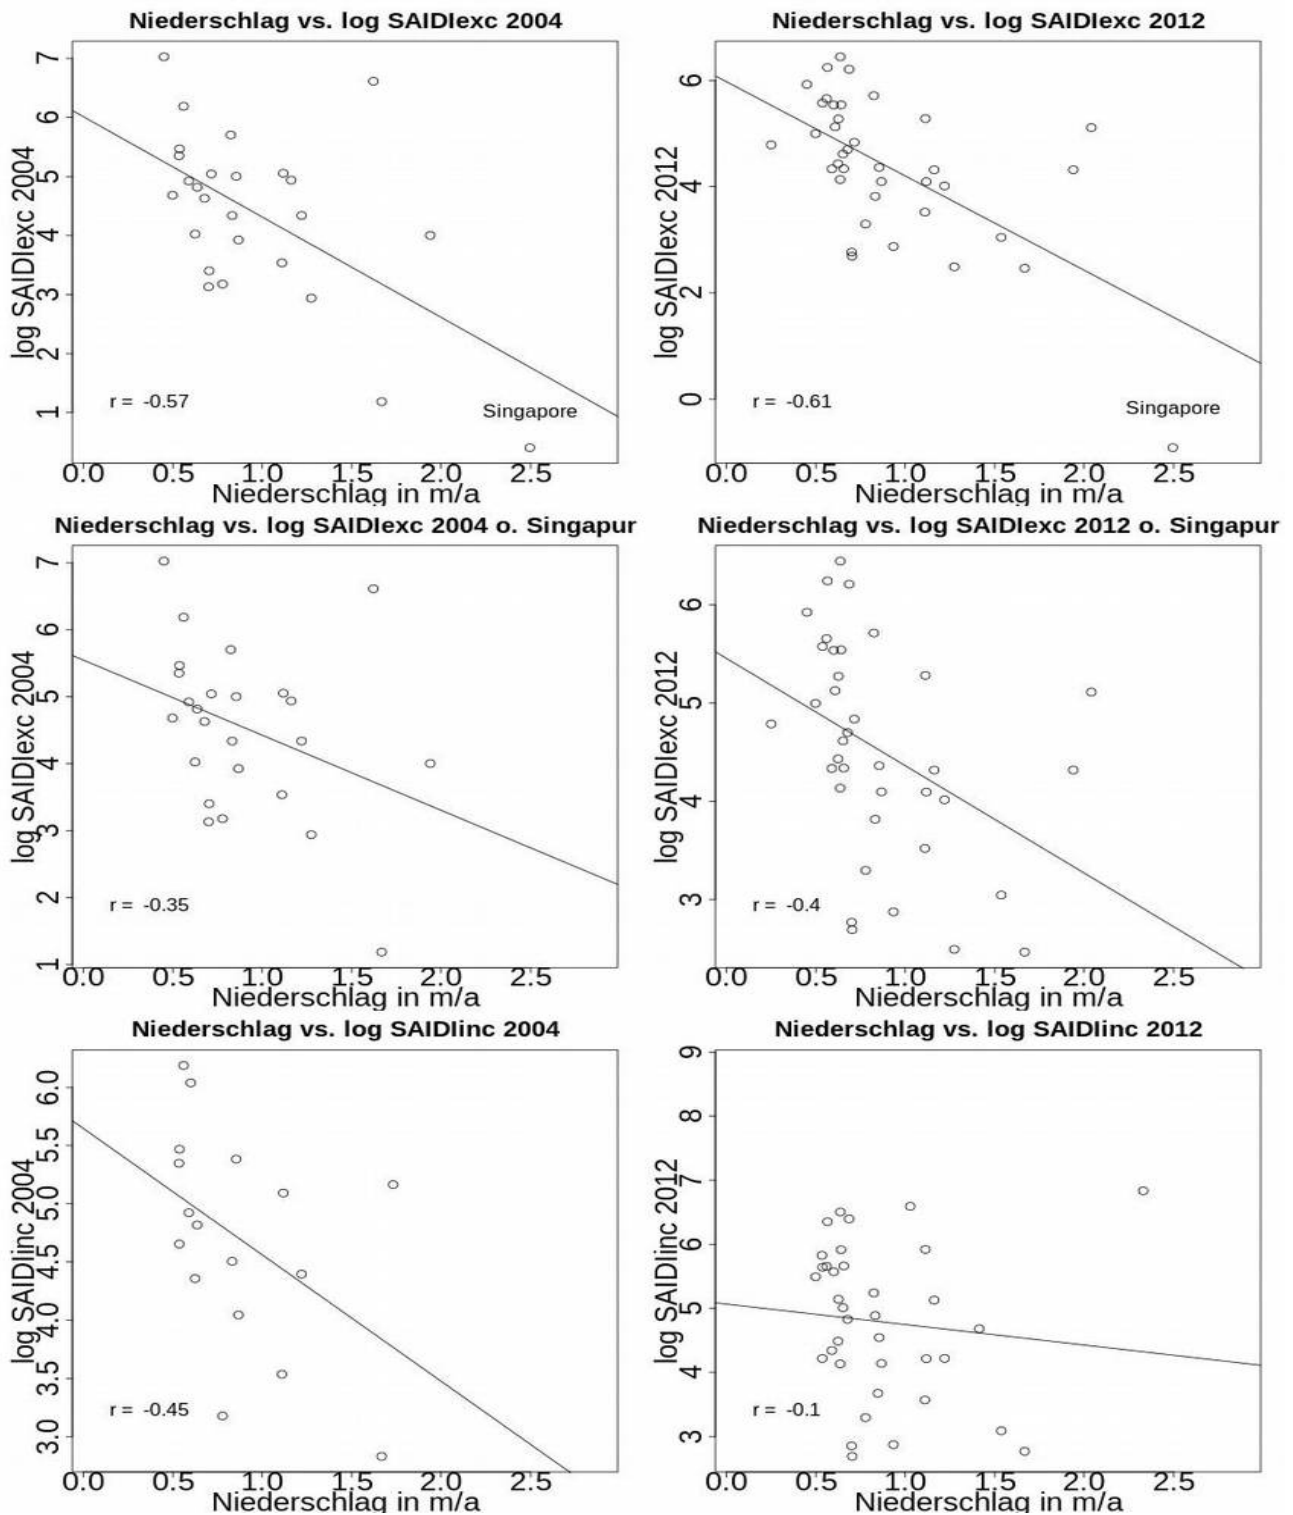 Niederschlag vs. log SAIDIexc 2004
log SAIDIexc 2004
7
6
5
4
3
2
1
r = -0.57
Singapore
0.0 0.5 1.0 1.5 2.0 2.5
Niederschlag in m/a
Niederschlag vs. log SAIDIexc 2012
log SAIDIexc 2012
6
4
2
0
r = -0.61
Singapore
0.0 0.5 1.0 1.5 2.0 2.5
Niederschlag in m/a
Niederschlag vs. log SAIDIexc 2004 o. Singapur
log SAIDIexc 2004
7
6
5
4
3
2
1
r = -0.35
0.0 0.5 1.0 1.5 2.0 2.5
Niederschlag in m/a
Niederschlag vs. log SAIDIexc 2012 o. Singapur
log SAIDIexc 2012
6
5
4
3
r = -0.4
0.0 0.5 1.0 1.5 2.0 2.5
Niederschlag in m/a
Niederschlag vs. log SAIDIinc 2004
log SAIDIinc 2004
6.0
5.5
5.0
4.5
4.0
3.5
3.0
r = -0.45
0.0 0.5 1.0 1.5 2.0 2.5
Niederschlag in m/a
Niederschlag vs. log SAIDIinc 2012
log SAIDIinc 2012
9
8
7
6
5
4
3
r = -0.1
0.0 0.5 1.0 1.5 2.0 2.5
Niederschlag in m/a